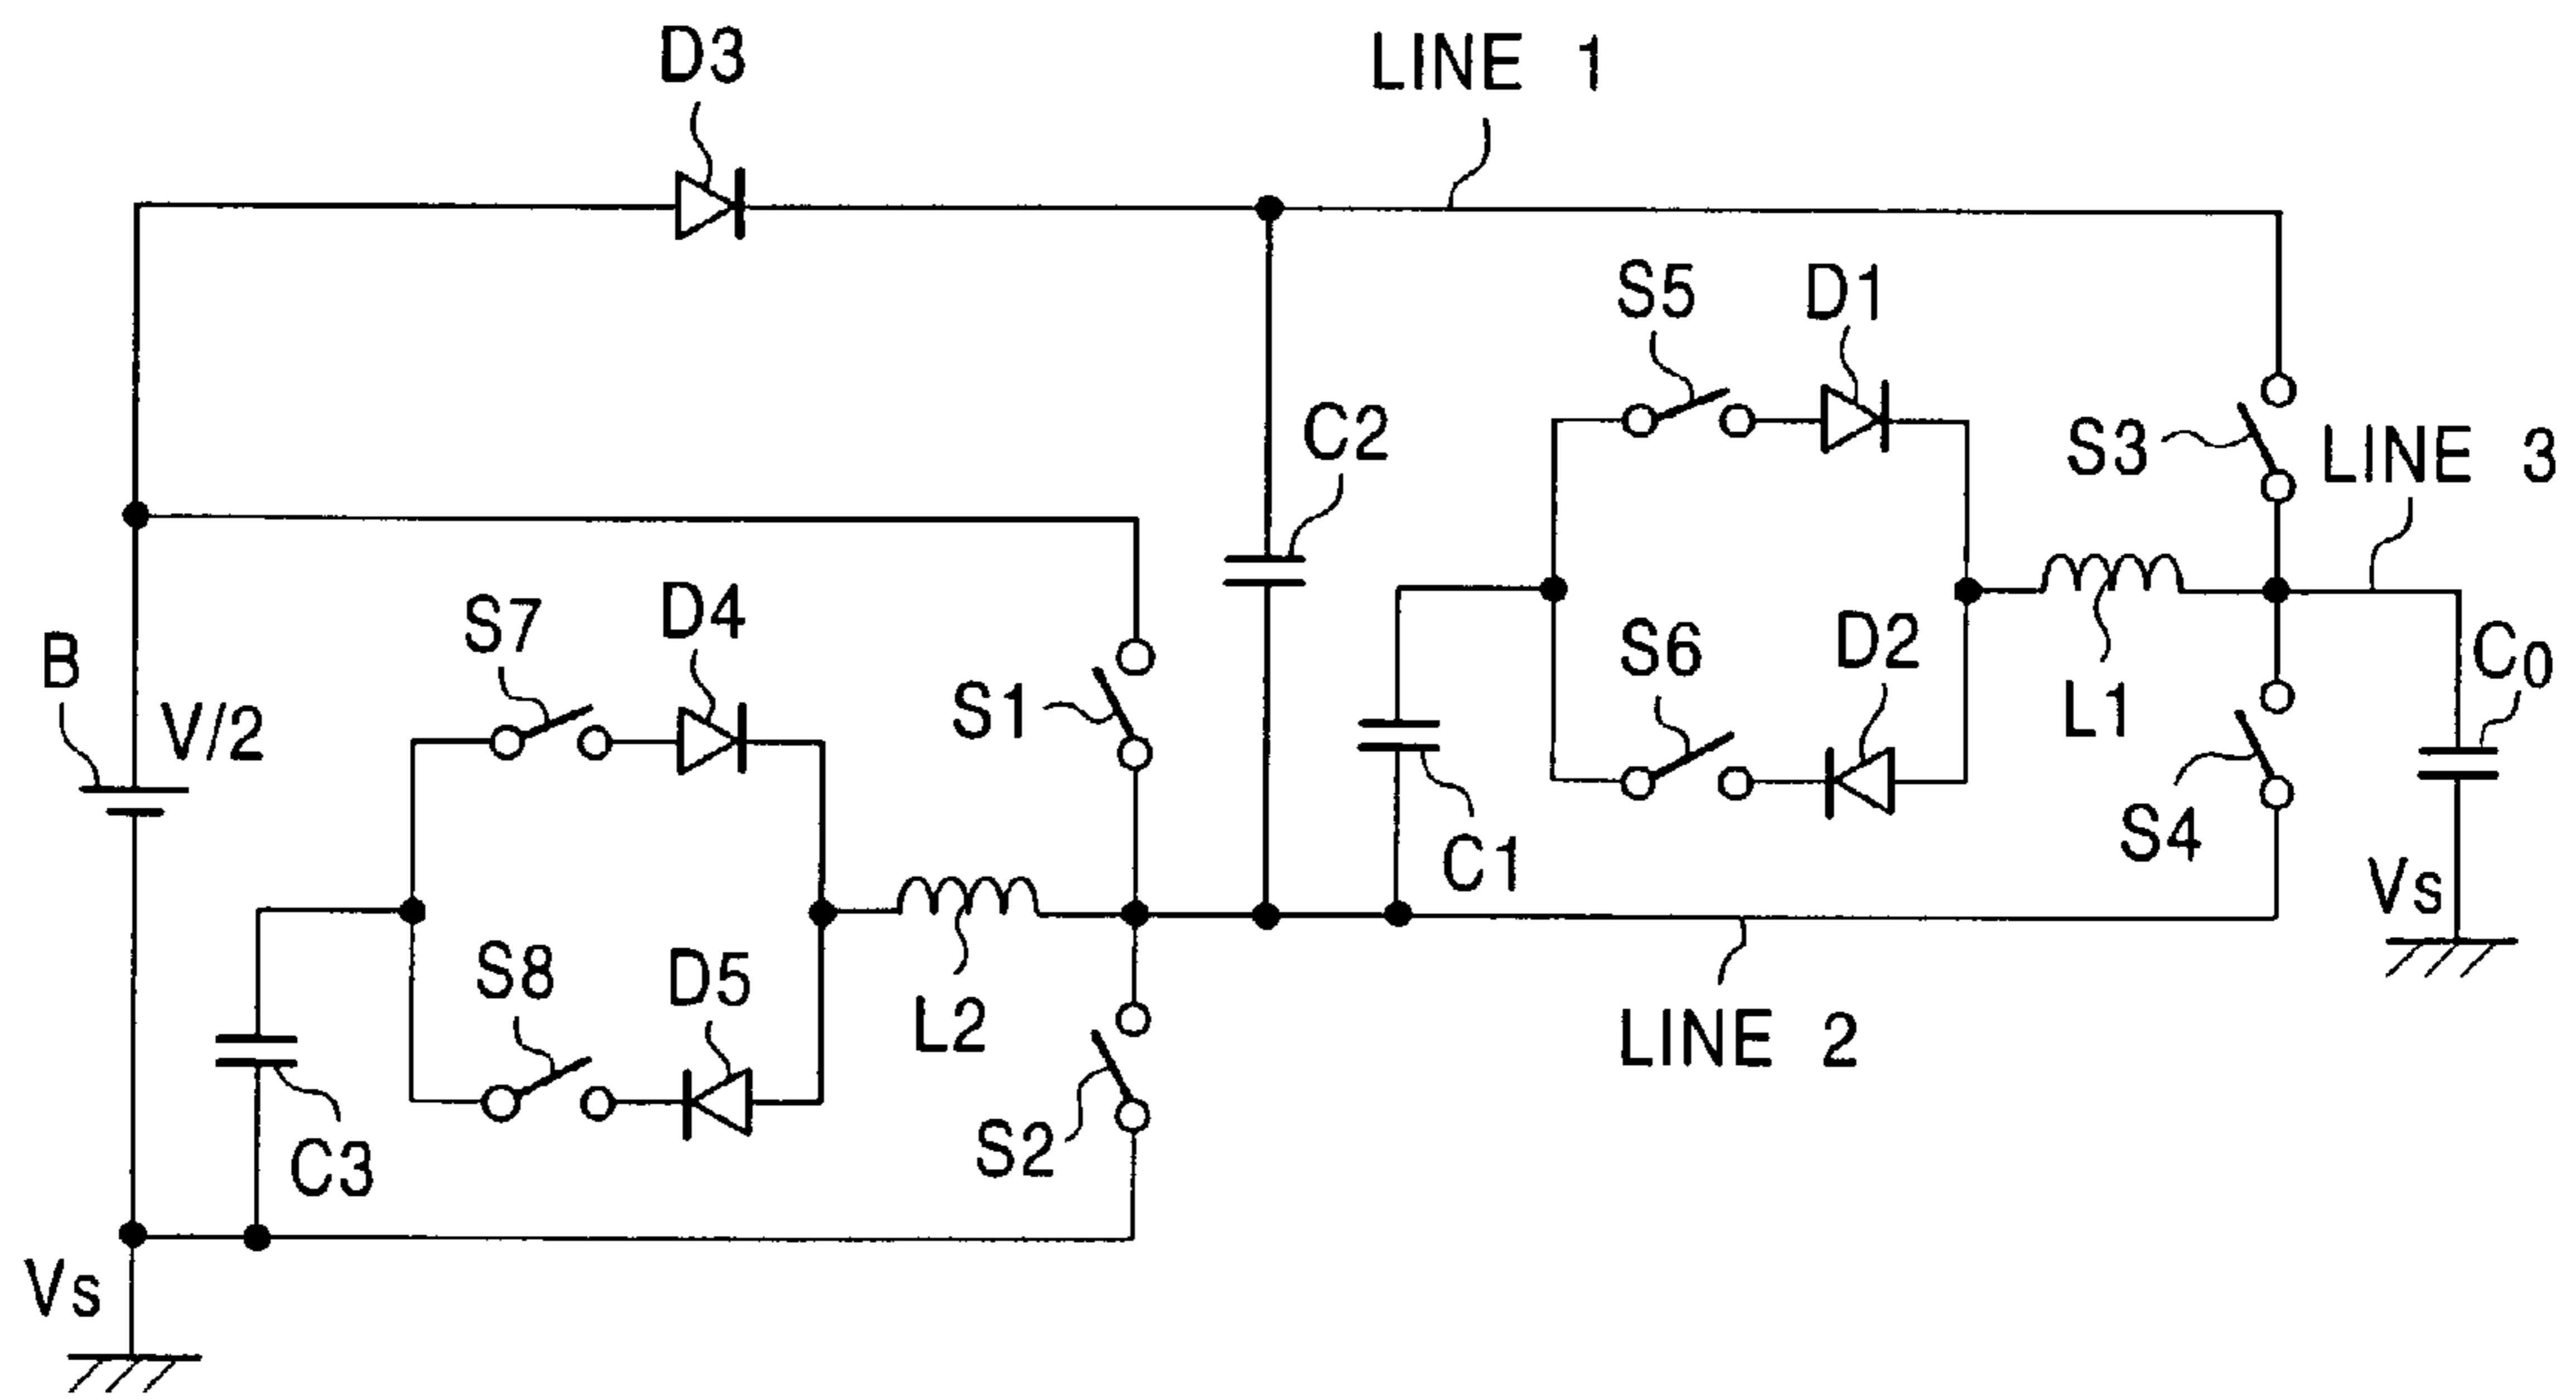 D3
LINE 1
S5
D1
C2
S3
LINE 3
S7
D4
S6
D2
B
V/2
S1
L1
C0
S4
C1
Vs
S8
D5
L2
LINE 2
C3
S2
Vs